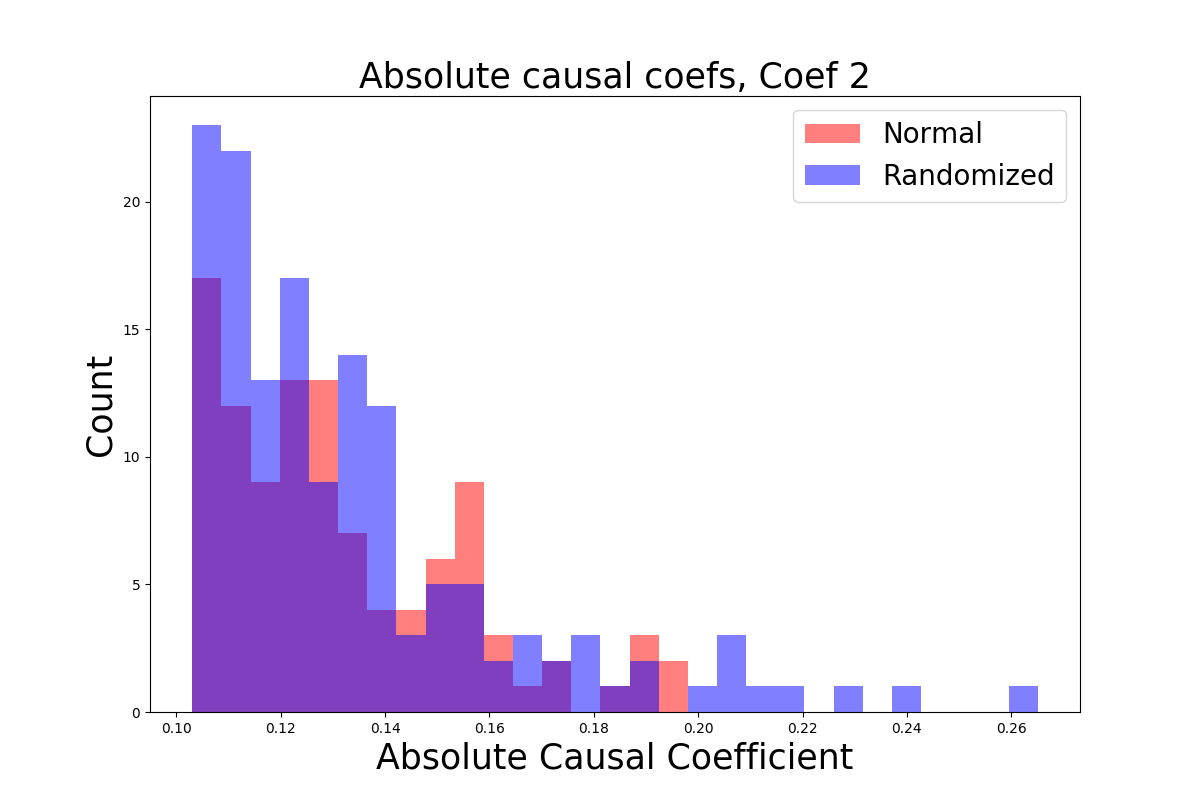 Absolute causal coefs, Coef 2
Normal
Randomized
20
15
10
5
0
Count
0.10 0.12 0.14 0.16 0.18 0.20 0.22 0.24 0.26
Absolute Causal Coefficient